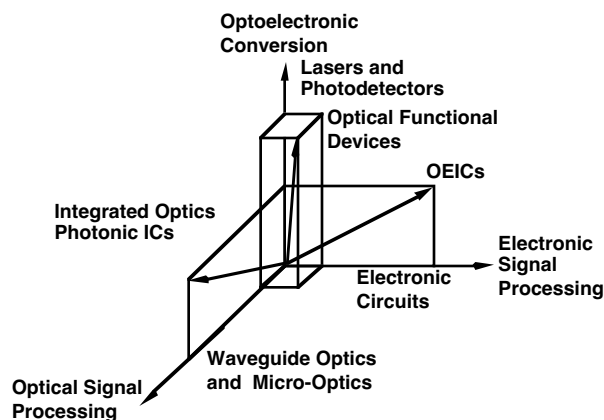 Optoelectronic
Conversion
Lasers and
Photodetectors
Optical Functional
Devices
OEICs
Integrated Optics
Photonic ICs
Electronic
Signal
Processing
Electronic
Circuits
Waveguide Optics
and Micro-Optics
Optical Signal
Processing